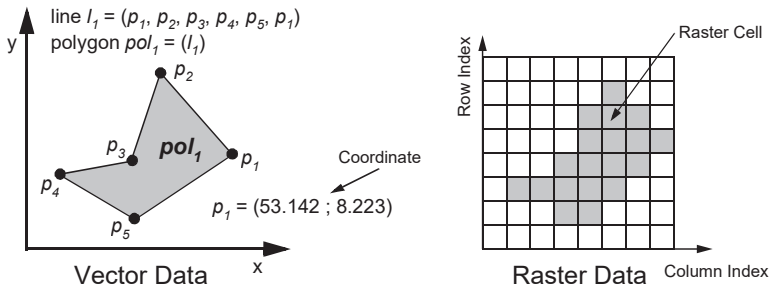 line l₁ = (p₁, p₂, p₃, p₄, p₅, p₁)
polygon pol₁ = (l₁)
y
p₂
p₃
pol₁
p₁
p₄
p₅
Coordinate
p₁ = (53.142 ; 8.223)
x
Vector Data
Raster Cell
Row Index
Raster Data
Column Index